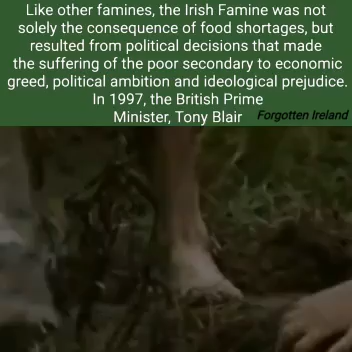 Like other famines, the Irish Famine was not
solely the consequence of food shortages, but
resulted from political decisions that made
the suffering of the poor secondary to economic
greed, political ambition and ideological prejudice.
In 1997, the British Prime
Minister, Tony Blair
Forgotten Ireland